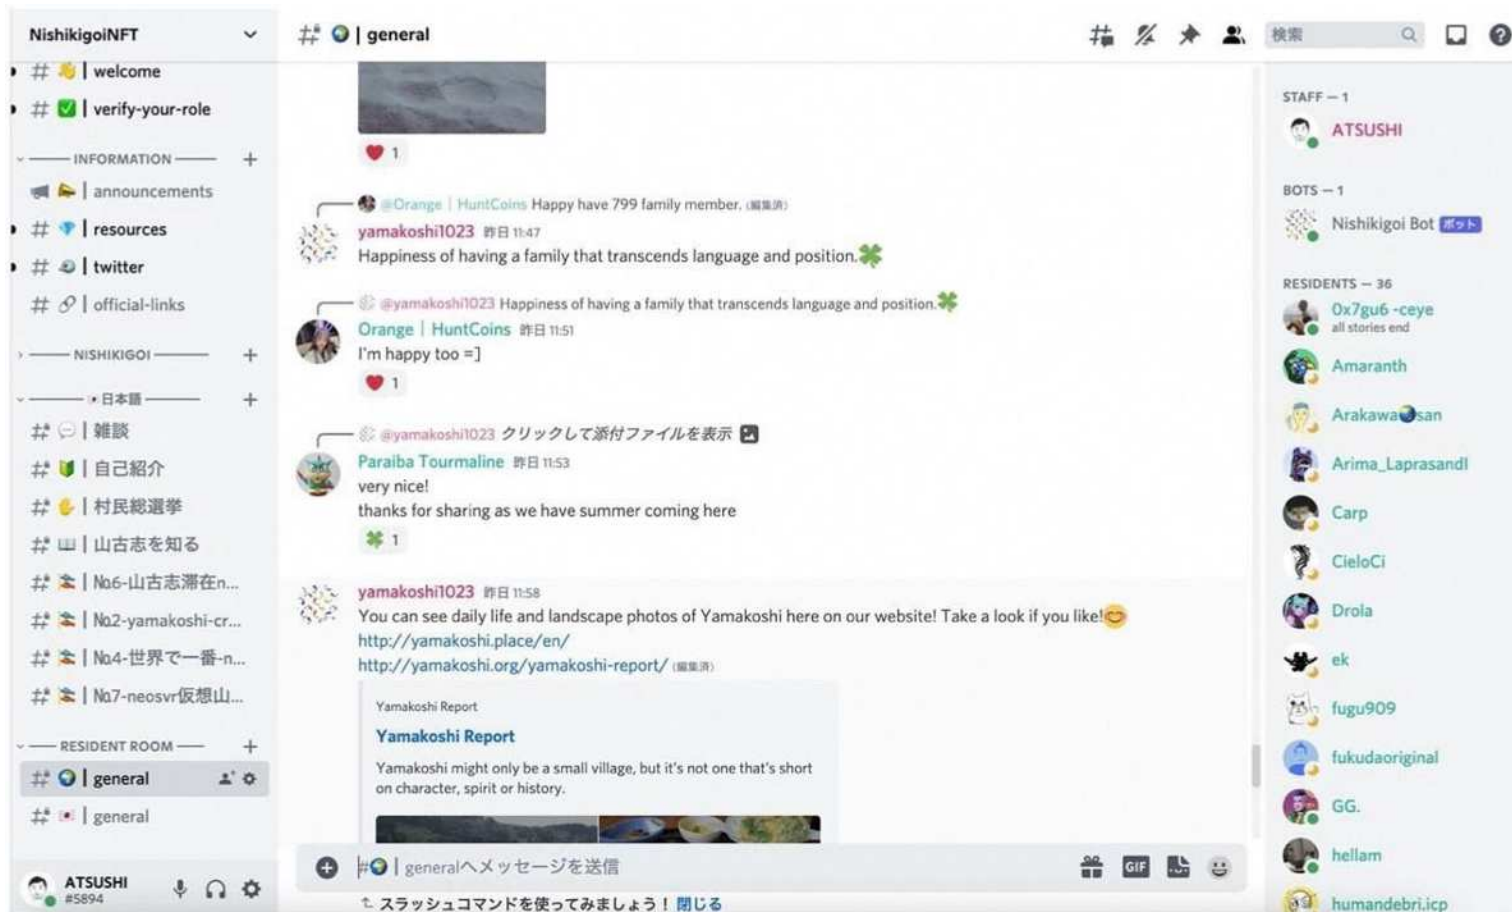 NishikigoiNFT
| welcome
| verify-your-role
INFORMATION
| announcements
| resources
| twitter
| official-links
NISHIKIGOI
日本語
| 雑談
| 自己紹介
| 村民総選挙
| 山古志を知る
| №6-山古志滞在n...
| №2-yamakoshi-cr...
| №4-世界で一番-n...
| №7-neosvr仮想山...
RESIDENT ROOM
| general
| general
ATSUSHI
#5894
| general
1
@Orange | HuntCoins Happy have 799 family member. (編集済)
yamakoshi1023 昨日 11:47
Happiness of having a family that transcends language and position.
@yamakoshi1023 Happiness of having a family that transcends language and position.
Orange | HuntCoins 昨日 11:51
I'm happy too =]
1
@yamakoshi1023 クリックして添付ファイルを表示
Paraiba Tourmaline 昨日 11:53
very nice!
thanks for sharing as we have summer coming here
1
yamakoshi1023 昨日 11:58
You can see daily life and landscape photos of Yamakoshi here on our website! Take a look if you like!
http://yamakoshi.place/en/
http://yamakoshi.org/yamakoshi-report/ (編集済)
Yamakoshi Report
Yamakoshi Report
Yamakoshi might only be a small village, but it's not one that's short
on character, spirit or history.
#| generalへメッセージを送信
GIF
スラッシュコマンドを使ってみましょう! 閉じる
検索
STAFF — 1
ATSUSHI
BOTS — 1
Nishikigoi Bot ボット
RESIDENTS — 36
0x7gu6 -ceye
all stories end
Amaranth
Arakawa san
Arima_Laprasandl
Carp
CieloCi
Drola
ek
fugu909
fukudaoriginal
GG.
hellam
humandebri.icp